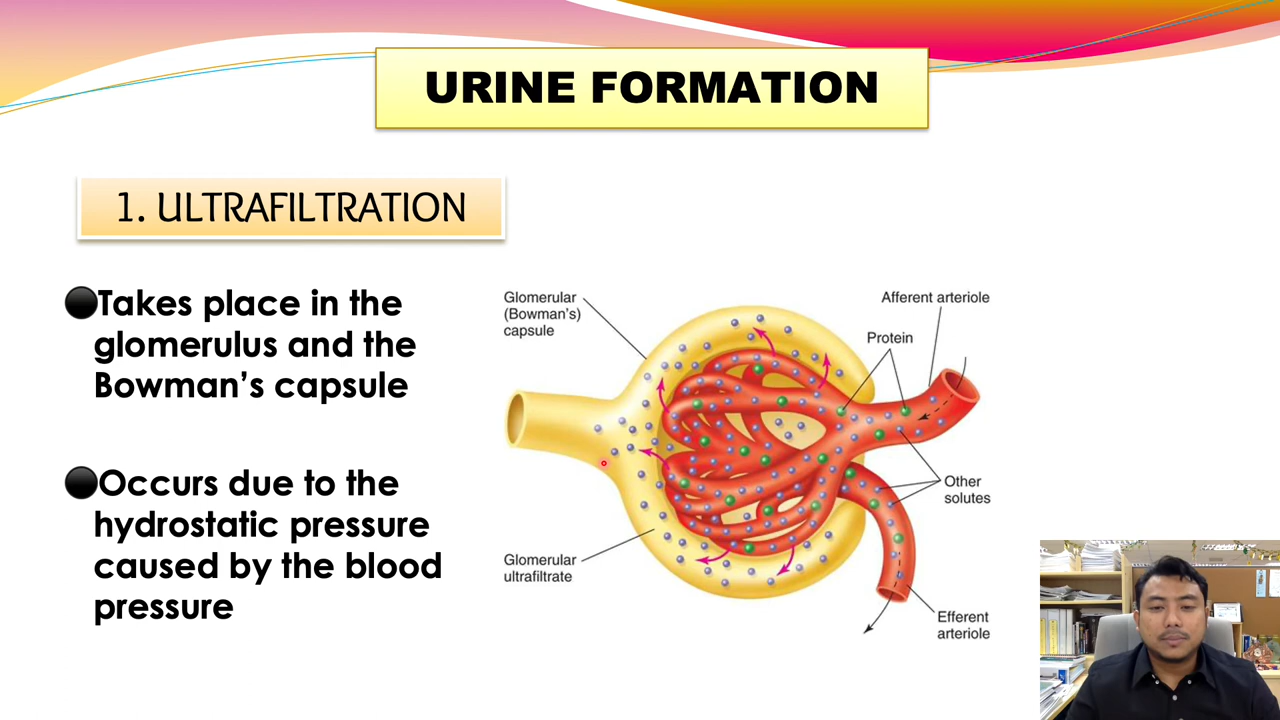 URINE FORMATION
1. ULTRAFILTRATION
Takes place in the
glomerulus and the
Bowman’s capsule
Occurs due to the
hydrostatic pressure
caused by the blood
pressure
Glomerular
(Bowman’s)
capsule
Afferent arteriole
Protein
Other
solutes
Glomerular
ultrafiltrate
Efferent
arteriole